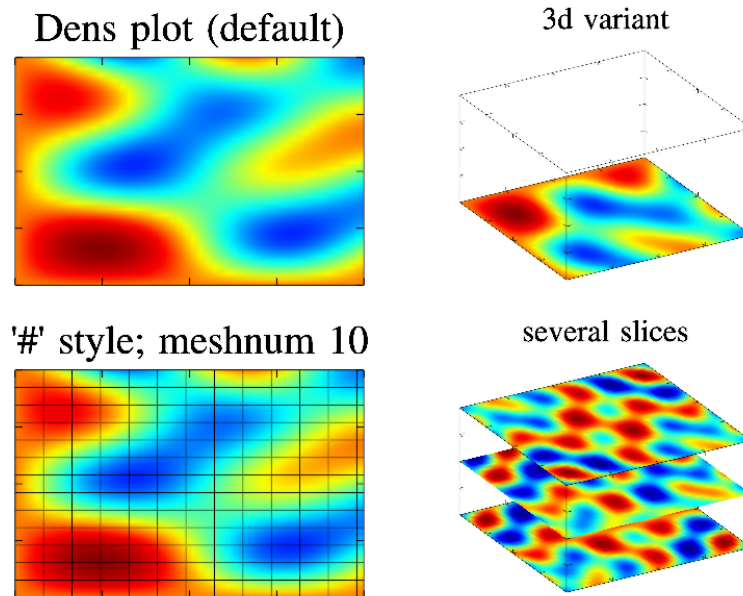 Dens plot (default)
3d variant
'#' style; meshnum 10
several slices